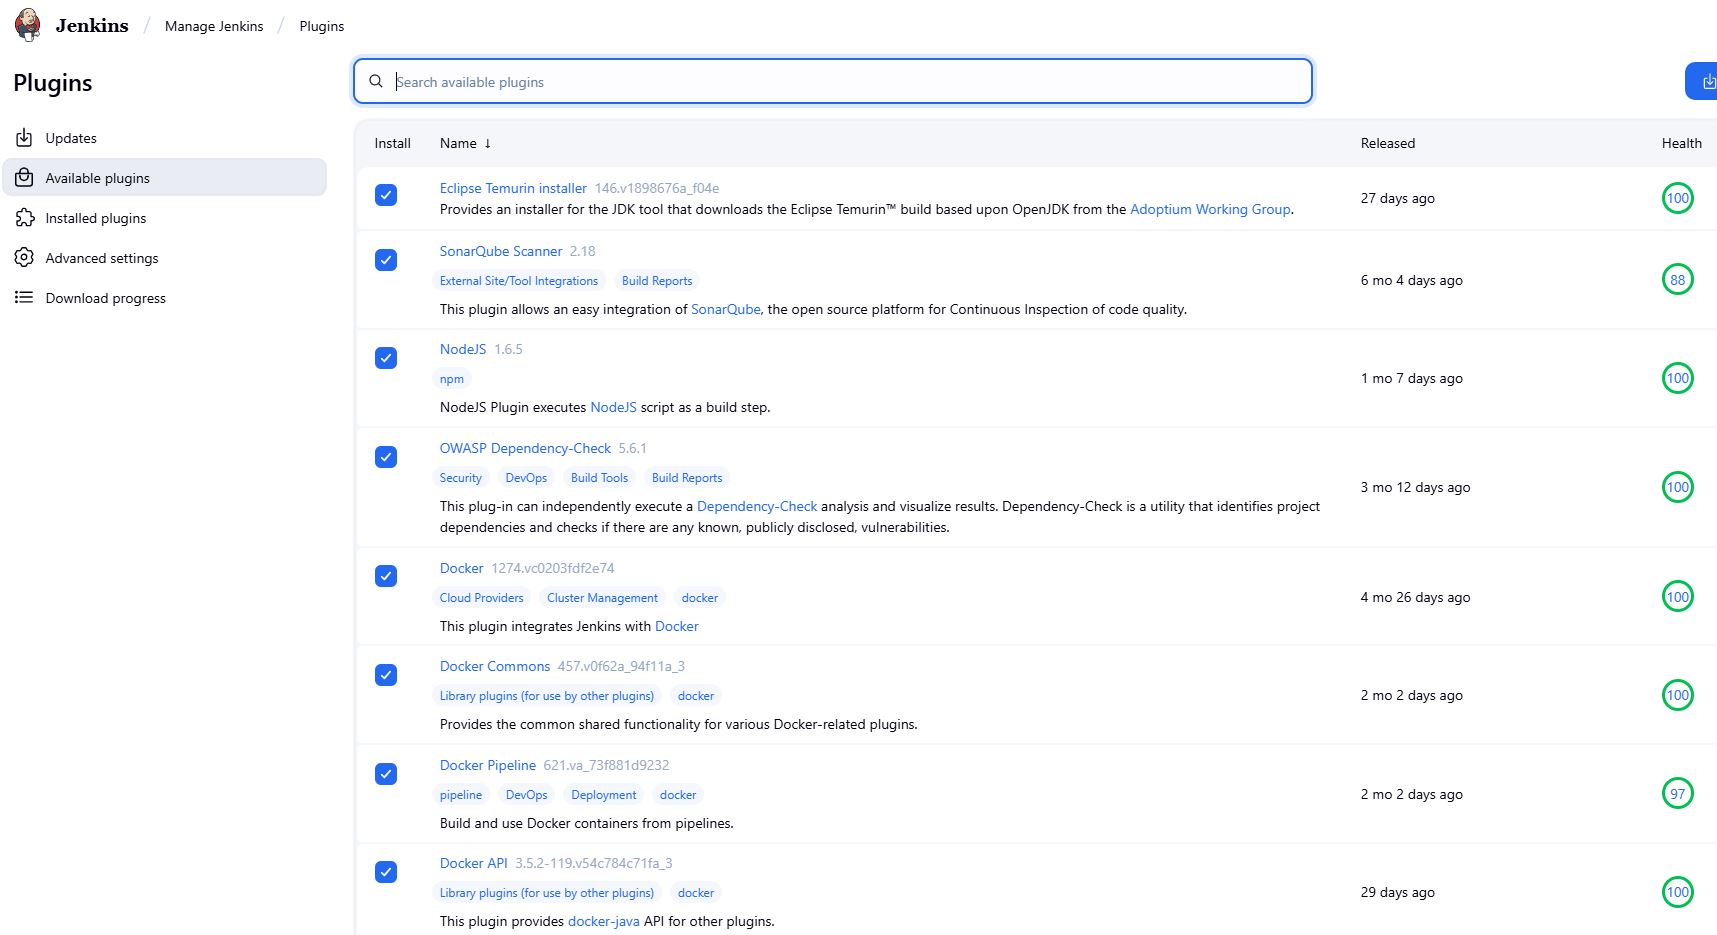 Jenkins / Manage Jenkins / Plugins
Plugins
Search available plugins
Updates
Available plugins
Installed plugins
Advanced settings
Download progress
Install Name ↓ Released Health
Eclipse Temurin installer 146.v1898676a_f04e
Provides an installer for the JDK tool that downloads the Eclipse Temurin™ build based upon OpenJDK from the Adoptium Working Group.
27 days ago
100
SonarQube Scanner 2.18
External Site/Tool Integrations Build Reports
This plugin allows an easy integration of SonarQube, the open source platform for Continuous Inspection of code quality.
6 mo 4 days ago
88
NodeJS 1.6.5
npm
NodeJS Plugin executes NodeJS script as a build step.
1 mo 7 days ago
100
OWASP Dependency-Check 5.6.1
Security DevOps Build Tools Build Reports
This plug-in can independently execute a Dependency-Check analysis and visualize results. Dependency-Check is a utility that identifies project
dependencies and checks if there are any known, publicly disclosed, vulnerabilities.
3 mo 12 days ago
100
Docker 1274.vc0203fdf2e74
Cloud Providers Cluster Management docker
This plugin integrates Jenkins with Docker
4 mo 26 days ago
100
Docker Commons 457.v0f62a_94f11a_3
Library plugins (for use by other plugins) docker
Provides the common shared functionality for various Docker-related plugins.
2 mo 2 days ago
100
Docker Pipeline 621.va_73f881d9232
pipeline DevOps Deployment docker
Build and use Docker containers from pipelines.
2 mo 2 days ago
97
Docker API 3.5.2-119.v54c784c71fa_3
Library plugins (for use by other plugins) docker
This plugin provides docker-java API for other plugins.
29 days ago
100